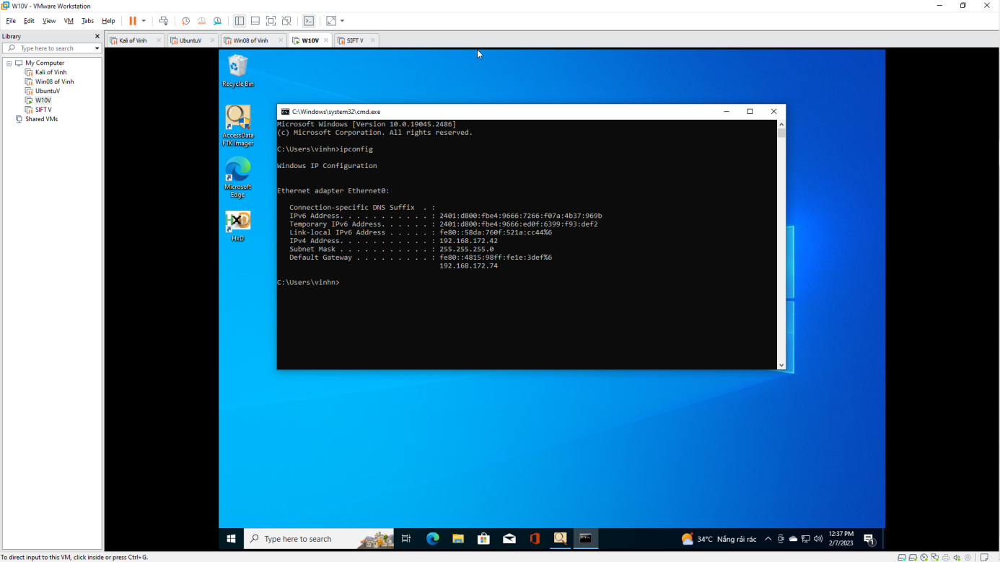 W10V - VMware Workstation
File Edit View VM Tabs Help
Library
Type here to search
My Computer
Kali of Vinh
Win08 of Vinh
UbuntuV
W10V
SIFT V
Shared VMs
Kali of Vinh UbuntuV Win08 of Vinh W10V SIFT V
Recycle Bin
AccessData
FTK Imager
Microsoft
Edge
HxD
HxD
C:\Windows\system32\cmd.exe
Microsoft Windows [Version 10.0.19045.2486]
(c) Microsoft Corporation. All rights reserved.
C:\Users\vinhn>ipconfig
Windows IP Configuration
Ethernet adapter Ethernet0:
Connection-specific DNS Suffix . :
IPv6 Address. . . . . . . . . . . : 2401:d800:fbe4:9666:7266:f07a:4b37:969b
Temporary IPv6 Address. . . . . . : 2401:d800:fbe4:9666:ed0f:6399:f93:def2
Link-local IPv6 Address . . . . . : fe80::58da:760f:521a:cc44%6
IPv4 Address. . . . . . . . . . . : 192.168.172.42
Subnet Mask . . . . . . . . . . . : 255.255.255.0
Default Gateway . . . . . . . . . : fe80::4815:98ff:fe1e:3def%6
192.168.172.74
C:\Users\vinhn>
Type here to search
34°C Nắng rải rác
12:37 PM
2/7/2023
1
To direct input to this VM, click inside or press Ctrl+G.